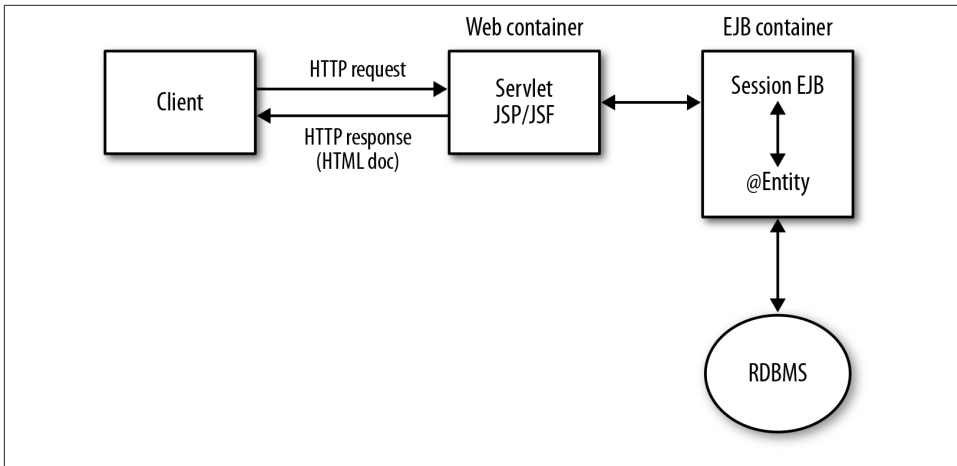 Web container
EJB container
Client
HTTP request
HTTP response
(HTML doc)
Servlet
JSP/JSF
Session EJB
@Entity
RDBMS